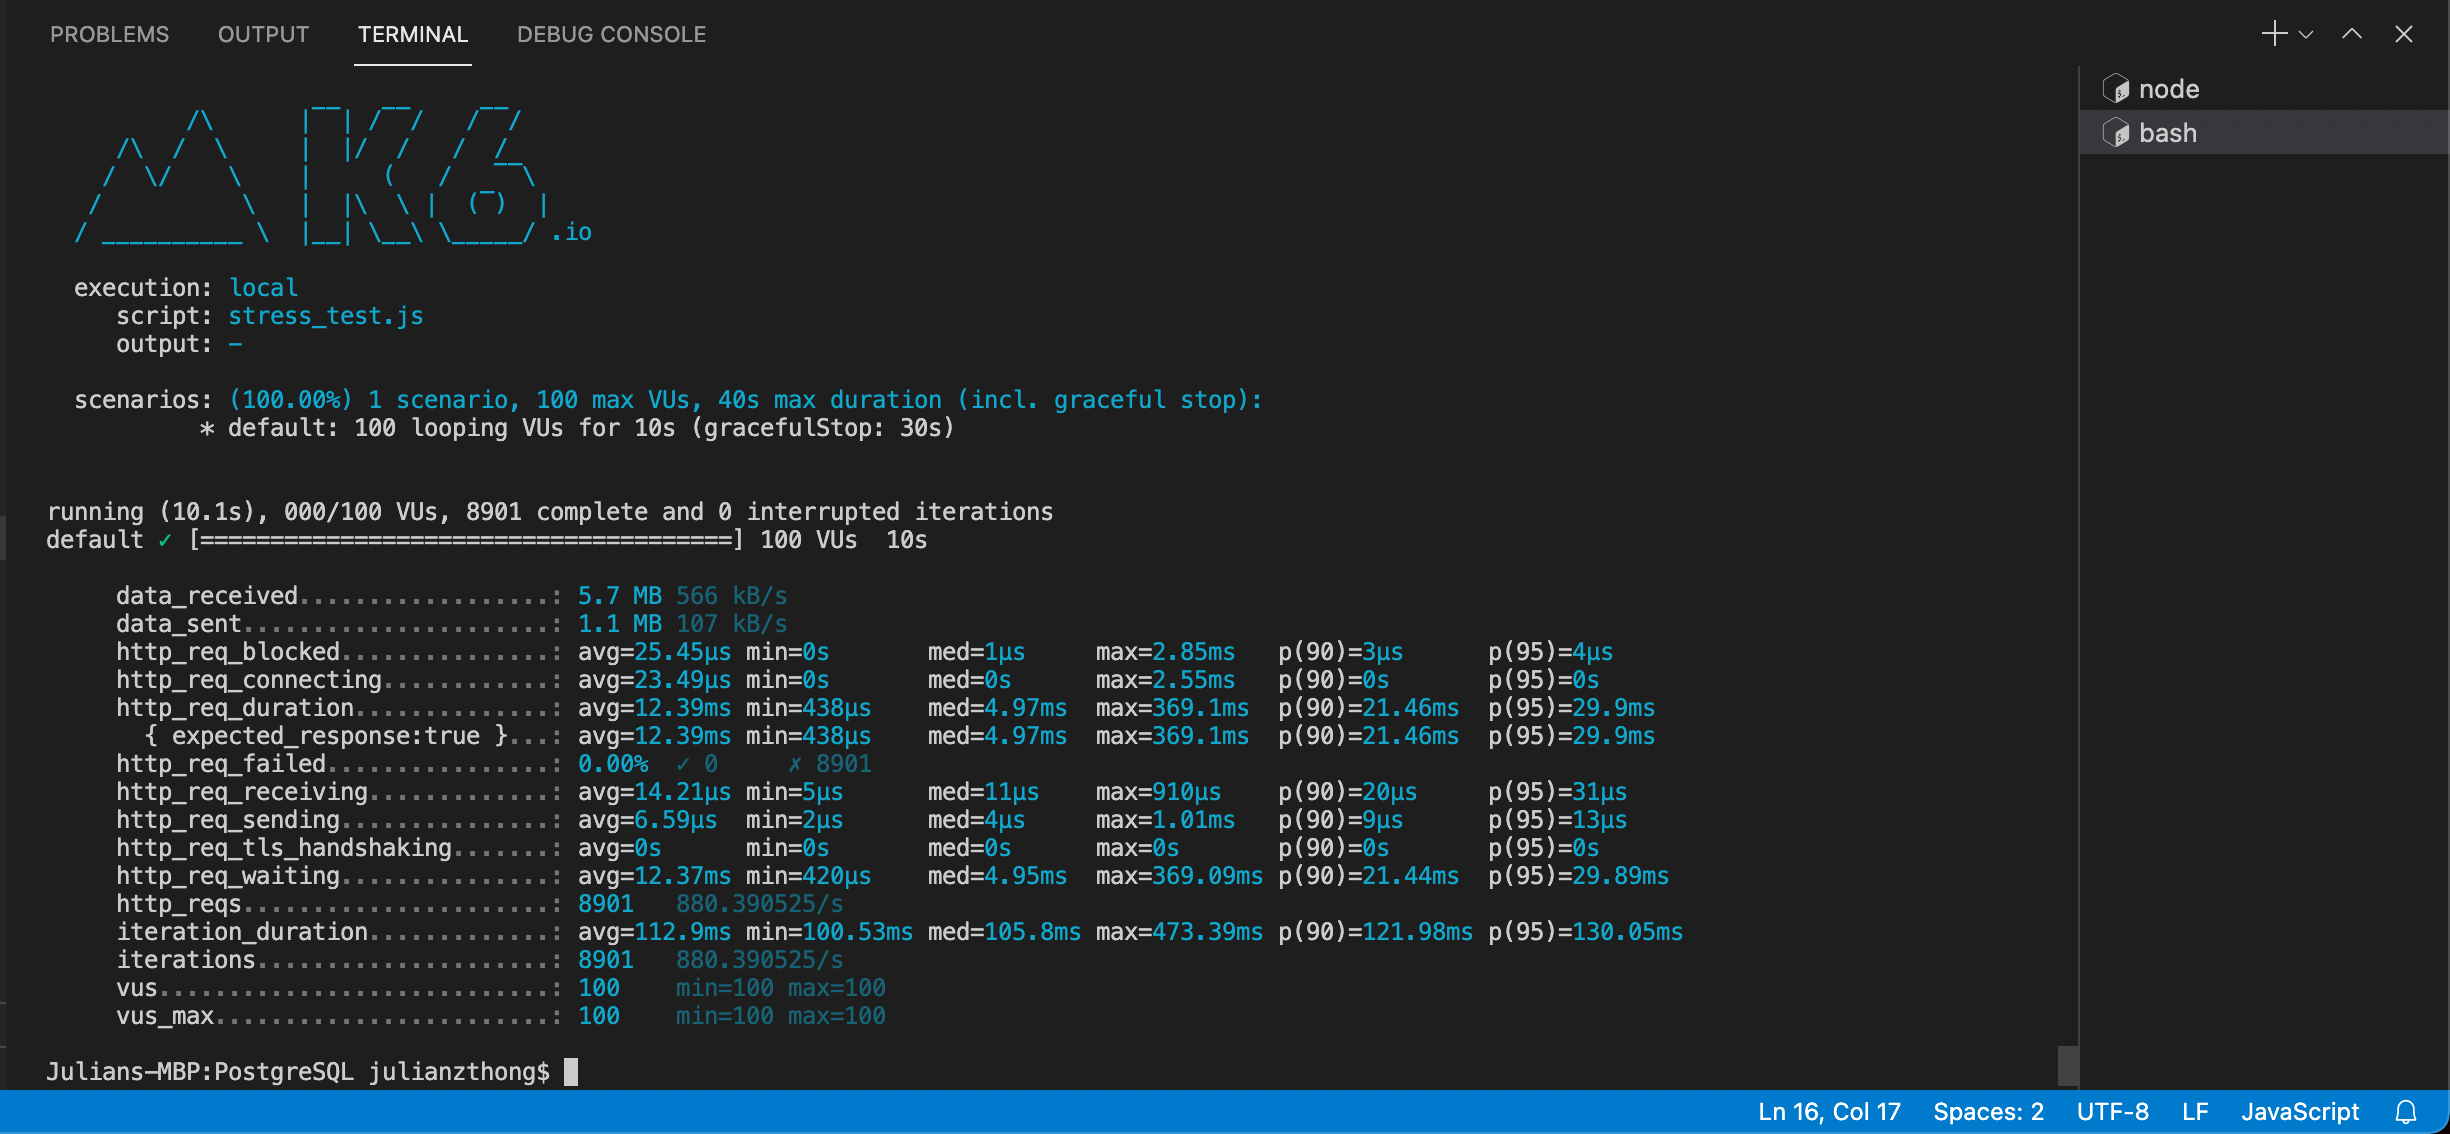 PROBLEMS OUTPUT TERMINAL DEBUG CONSOLE
node
bash
          /\      |‾‾| /‾‾/   /‾‾/
     /\  /  \     |  |/  /   /  /
    /  \/    \    |     (   /   ‾‾\
   /          \   |  |\  \ |  (‾)  |
  / __________ \  |__| \__\ \_____/ .io
execution: local
script: stress_test.js
output: -
scenarios: (100.00%) 1 scenario, 100 max VUs, 40s max duration (incl. graceful stop):
* default: 100 looping VUs for 10s (gracefulStop: 30s)
running (10.1s), 000/100 VUs, 8901 complete and 0 interrupted iterations
default ✓ [======================================] 100 VUs  10s
data_received..................: 5.7 MB 566 kB/s
data_sent......................: 1.1 MB 107 kB/s
http_req_blocked...............: avg=25.45µs min=0s       med=1µs     max=2.85ms   p(90)=3µs      p(95)=4µs
http_req_connecting............: avg=23.49µs min=0s       med=0s      max=2.55ms   p(90)=0s       p(95)=0s
http_req_duration..............: avg=12.39ms min=438µs    med=4.97ms  max=369.1ms  p(90)=21.46ms  p(95)=29.9ms
{ expected_response:true }...: avg=12.39ms min=438µs    med=4.97ms  max=369.1ms  p(90)=21.46ms  p(95)=29.9ms
http_req_failed................: 0.00%  ✓ 0     ✗ 8901
http_req_receiving.............: avg=14.21µs min=5µs      med=11µs    max=910µs    p(90)=20µs     p(95)=31µs
http_req_sending...............: avg=6.59µs  min=2µs      med=4µs     max=1.01ms   p(90)=9µs      p(95)=13µs
http_req_tls_handshaking.......: avg=0s      min=0s       med=0s      max=0s       p(90)=0s       p(95)=0s
http_req_waiting...............: avg=12.37ms min=420µs    med=4.95ms  max=369.09ms p(90)=21.44ms  p(95)=29.89ms
http_reqs......................: 8901   880.390525/s
iteration_duration.............: avg=112.9ms min=100.53ms med=105.8ms max=473.39ms p(90)=121.98ms p(95)=130.05ms
iterations.....................: 8901   880.390525/s
vus............................: 100    min=100 max=100
vus_max........................: 100    min=100 max=100
Julians-MBP:PostgreSQL julianzthong$
Ln 16, Col 17 Spaces: 2 UTF-8 LF JavaScript